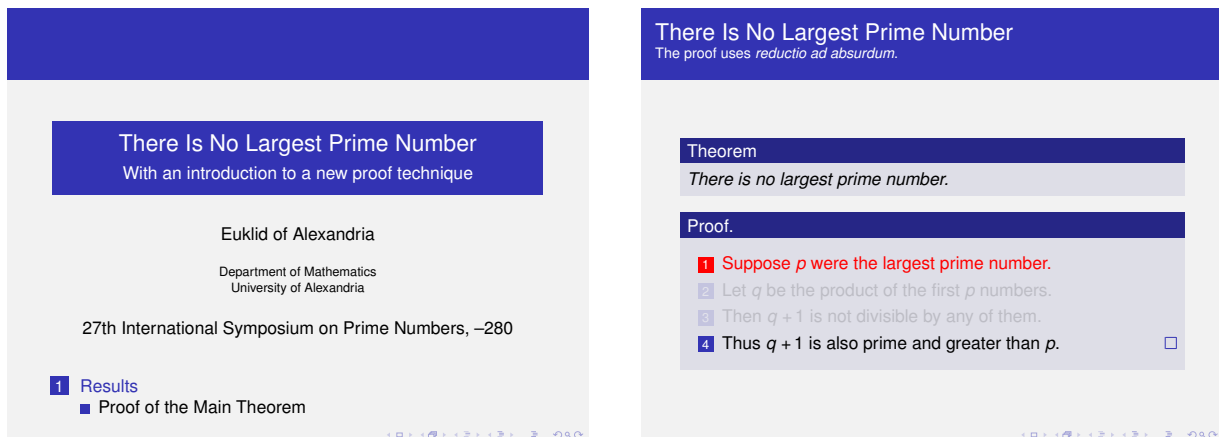 There Is No Largest Prime Number
With an introduction to a new proof technique
Euklid of Alexandria
Department of Mathematics
University of Alexandria
27th International Symposium on Prime Numbers, –280
1 Results
Proof of the Main Theorem
There Is No Largest Prime Number
The proof uses reductio ad absurdum.
Theorem
There is no largest prime number.
Proof.
1 Suppose p were the largest prime number.
2 Let q be the product of the first p numbers.
3 Then q + 1 is not divisible by any of them.
4 Thus q + 1 is also prime and greater than p.